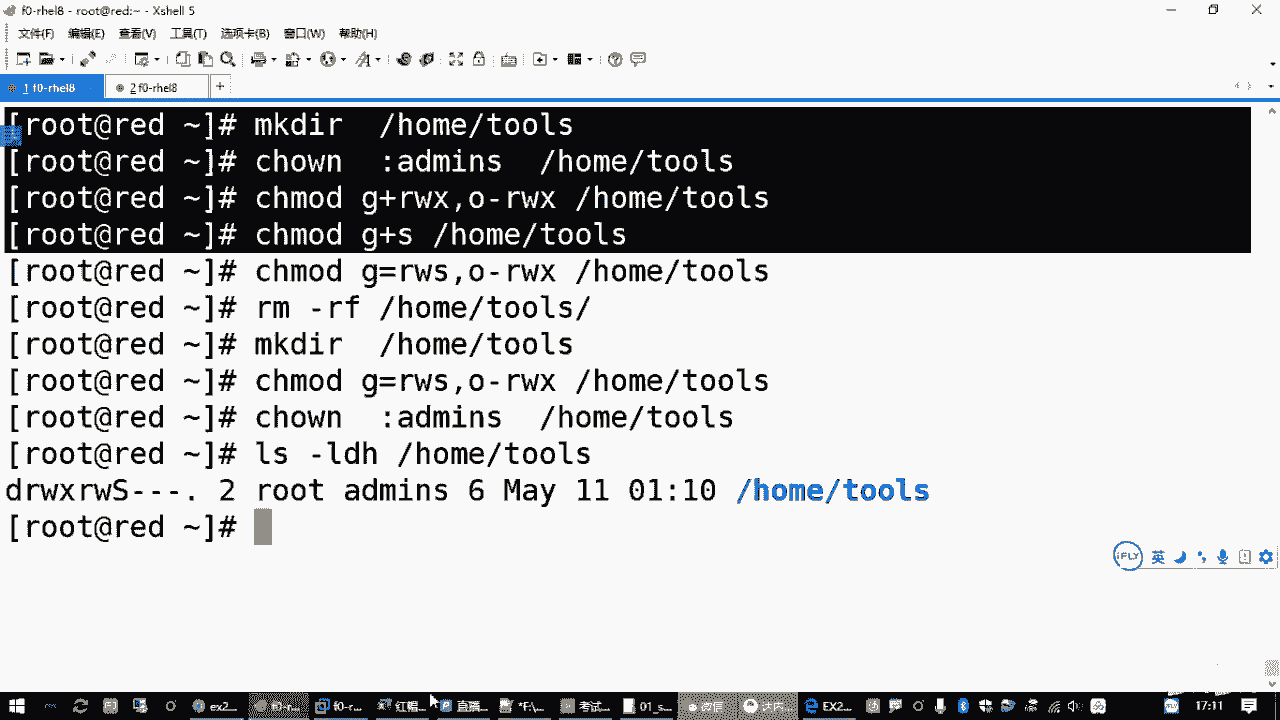 f0-rhel8 - root@red:~ - Xshell 5
文件(F) 编辑(E) 查看(V) 工具(T) 选项卡(B) 窗口(W) 帮助(H)
1 f0-rhel8 2 f0-rhel8 +
[root@red ~]# mkdir  /home/tools
[root@red ~]# chown  :admins  /home/tools
[root@red ~]# chmod g+rwx,o-rwx /home/tools
[root@red ~]# chmod g+s /home/tools
[root@red ~]# chmod g=rws,o-rwx /home/tools
[root@red ~]# rm -rf /home/tools/
[root@red ~]# mkdir  /home/tools
[root@red ~]# chmod g=rws,o-rwx /home/tools
[root@red ~]# chown  :admins  /home/tools
[root@red ~]# ls -ldh /home/tools
drwxrwS---. 2 root admins 6 May 11 01:10 /home/tools
[root@red ~]#
iFLY 英
ex2... f0-r... f0-r... 红帽... 直播... *F:\... 考试... 01_s... 微信 EX2... 17:11